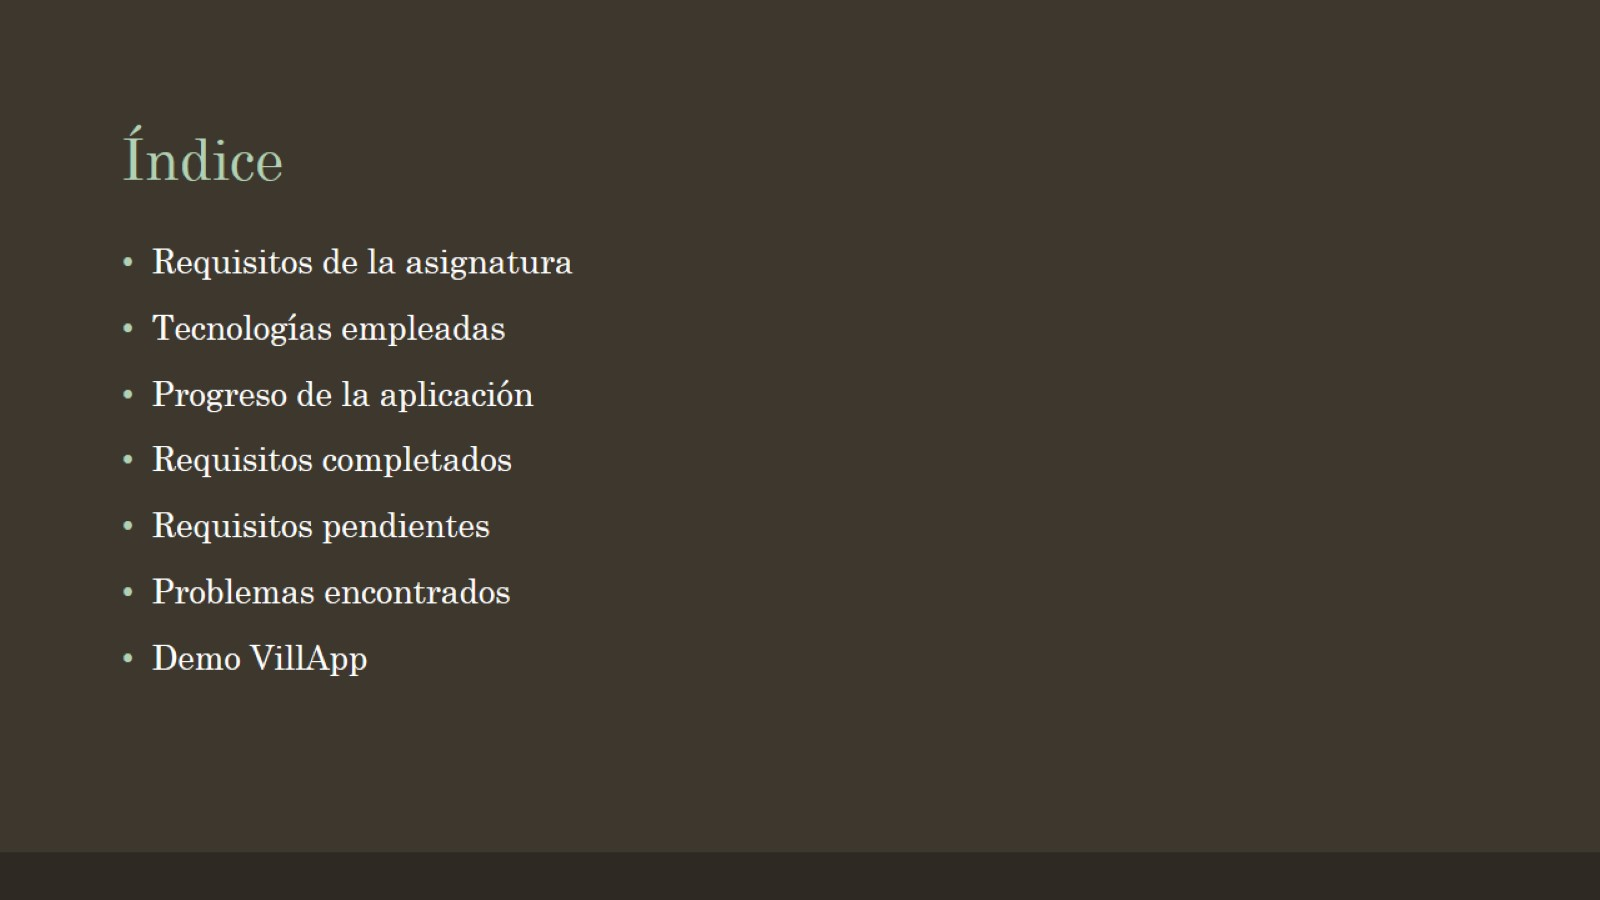 Índice
• Requisitos de la asignatura
• Tecnologías empleadas
• Progreso de la aplicación
• Requisitos completados
• Requisitos pendientes
• Problemas encontrados
• Demo VillApp